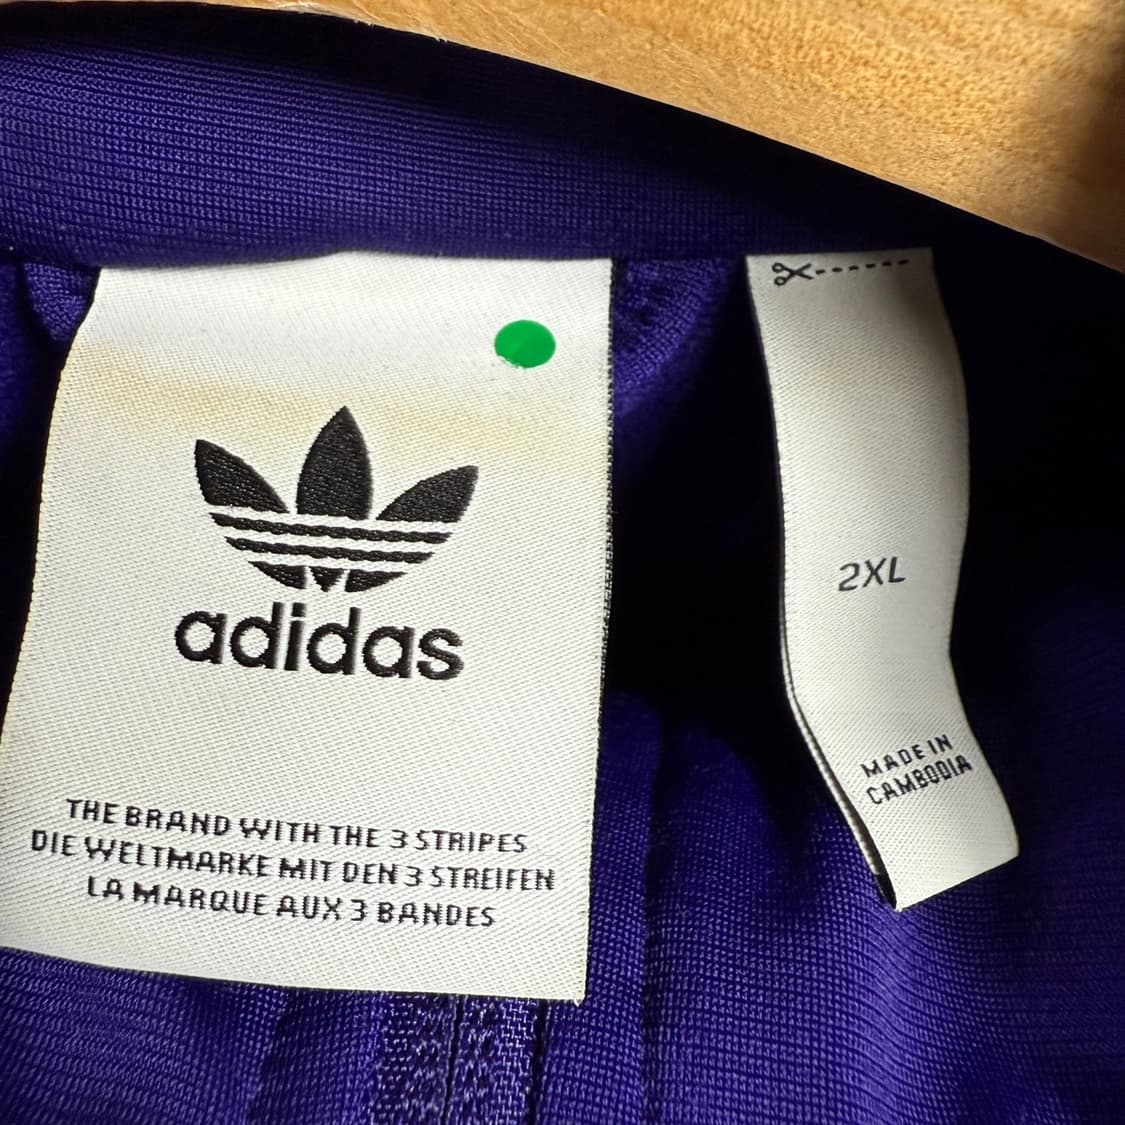 adidas
THE BRAND WITH THE 3 STRIPES
DIE WELTMARKE MIT DEN 3 STREIFEN
LA MARQUE AUX 3 BANDES
2XL
MADE IN
CAMBODIA